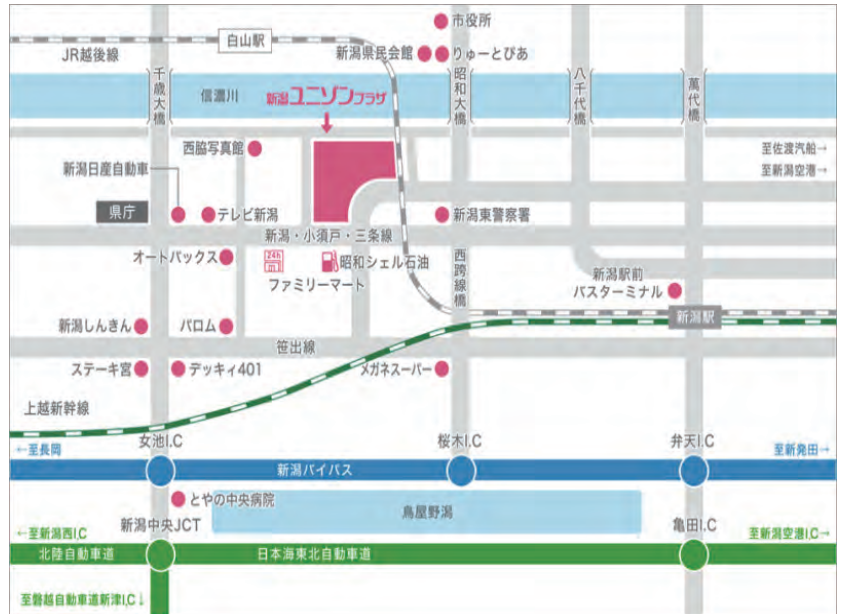 市役所
白山駅
新潟県民会館
りゅーとぴあ
JR越後線
千歳大橋
昭和大橋
八千代橋
萬代橋
信濃川
新潟ユニゾンプラザ
西脇写真館
至佐渡汽船→
新潟日産自動車
至新潟空港→
県庁
テレビ新潟
新潟東警察署
新潟・小須戸・三条線
オートバックス
24h
昭和シェル石油
西跨線橋
ファミリーマート
新潟駅前
バスターミナル
新潟駅
新潟しんきん
パロム
笹出線
ステーキ宮
デッキィ401
メガネスーパー
上越新幹線
女池I.C
桜木I.C
弁天I.C
←至長岡
至新発田→
新潟バイパス
とやの中央病院
鳥屋野潟
新潟中央JCT
亀田I.C
←至新潟西I.C
至新潟空港I.C→
北陸自動車道
日本海東北自動車道
至磐越自動車道新津I.C↓